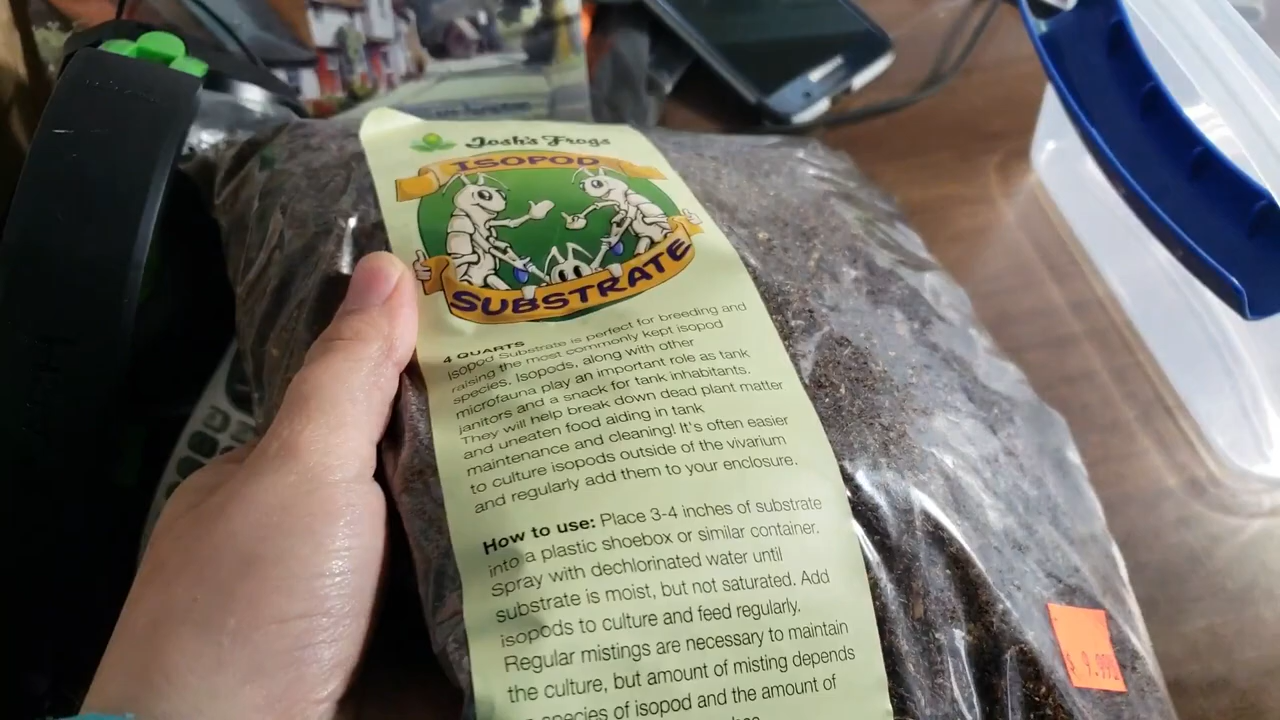 Josh's Frogs
ISOPOD
SUBSTRATE
4 QUARTS
Isopod Substrate is perfect for breeding and
raising the most commonly kept isopod
species. Isopods, along with other
microfauna play an important role as tank
janitors and a snack for tank inhabitants.
They will help break down dead plant matter
and uneaten food aiding in tank
maintenance and cleaning! It's often easier
to culture isopods outside of the vivarium
and regularly add them to your enclosure.
How to use: Place 3-4 inches of substrate
into a plastic shoebox or similar container.
Spray with dechlorinated water until
substrate is moist, but not saturated. Add
isopods to culture and feed regularly.
Regular mistings are necessary to maintain
the culture, but amount of misting depends
species of isopod and the amount of
$ 9.99